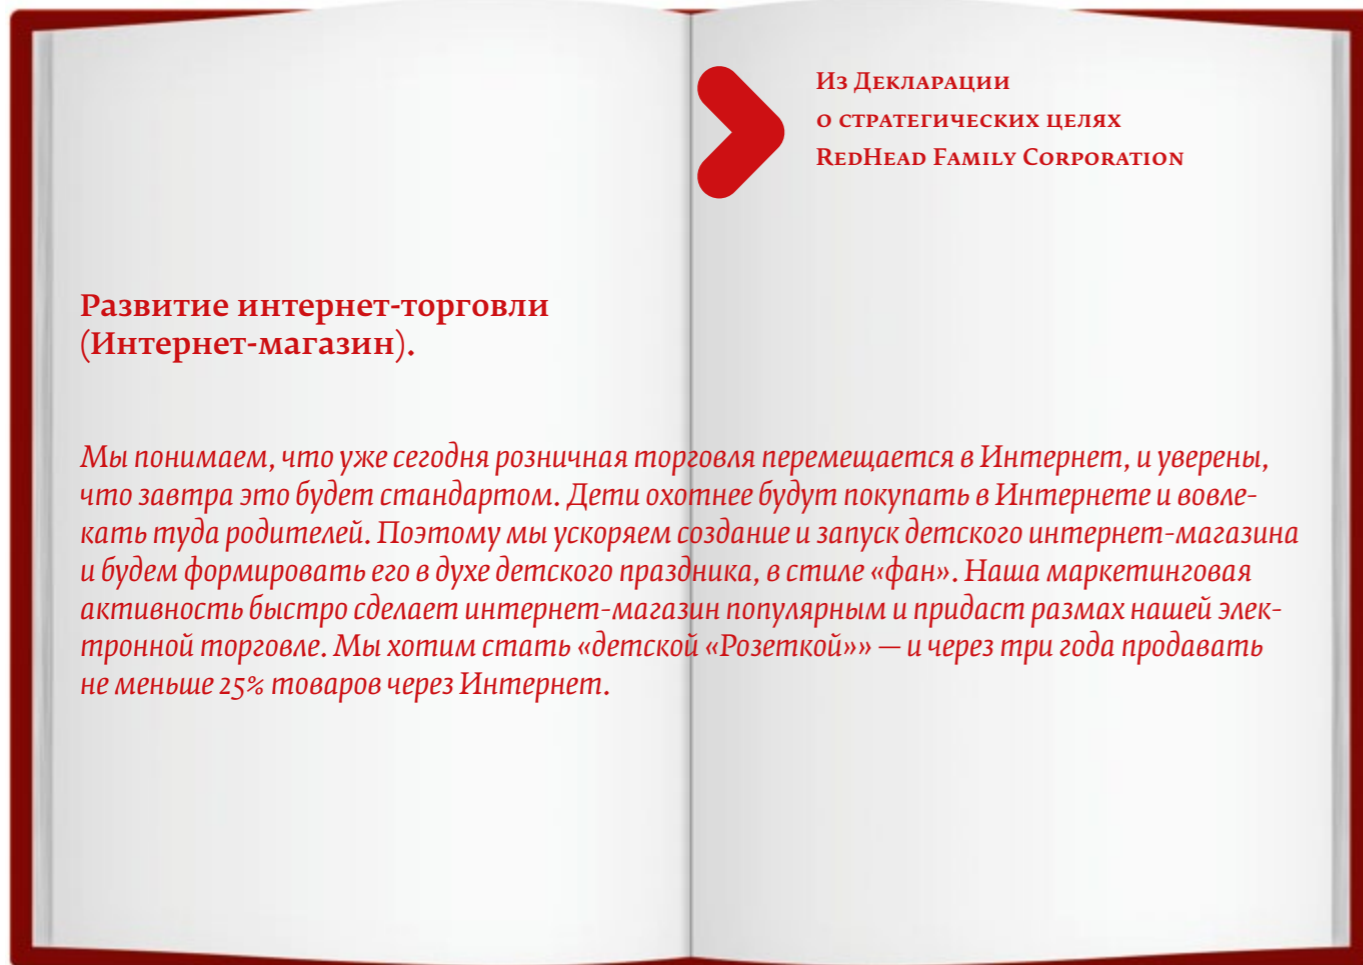 Из Декларации
о стратегических целях
RedHead Family Corporation
Развитие интернет-торговли
(Интернет-магазин).
Мы понимаем, что уже сегодня розничная торговля перемещается в Интернет, и уверены,
что завтра это будет стандартом. Дети охотнее будут покупать в Интернете и вовле-
кать туда родителей. Поэтому мы ускоряем создание и запуск детского интернет-магазина
и будем формировать его в духе детского праздника, в стиле «фан». Наша маркетинговая
активность быстро сделает интернет-магазин популярным и придаст размах нашей элек-
тронной торговле. Мы хотим стать «детской «Розеткой»» — и через три года продавать
не меньше 25% товаров через Интернет.